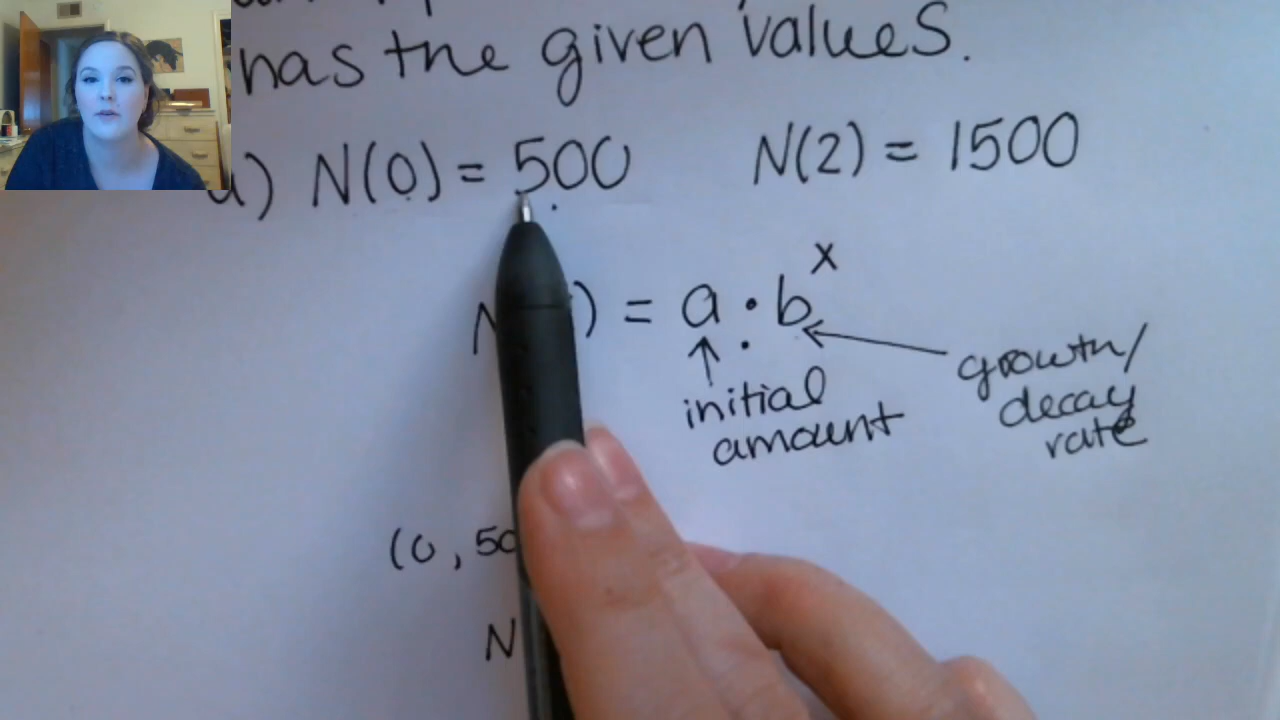 has the given values.
a) N(0) = 500 N(2) = 1500
N ) = a · b^x
initial amount
growth/ decay rate
(0, 50
N